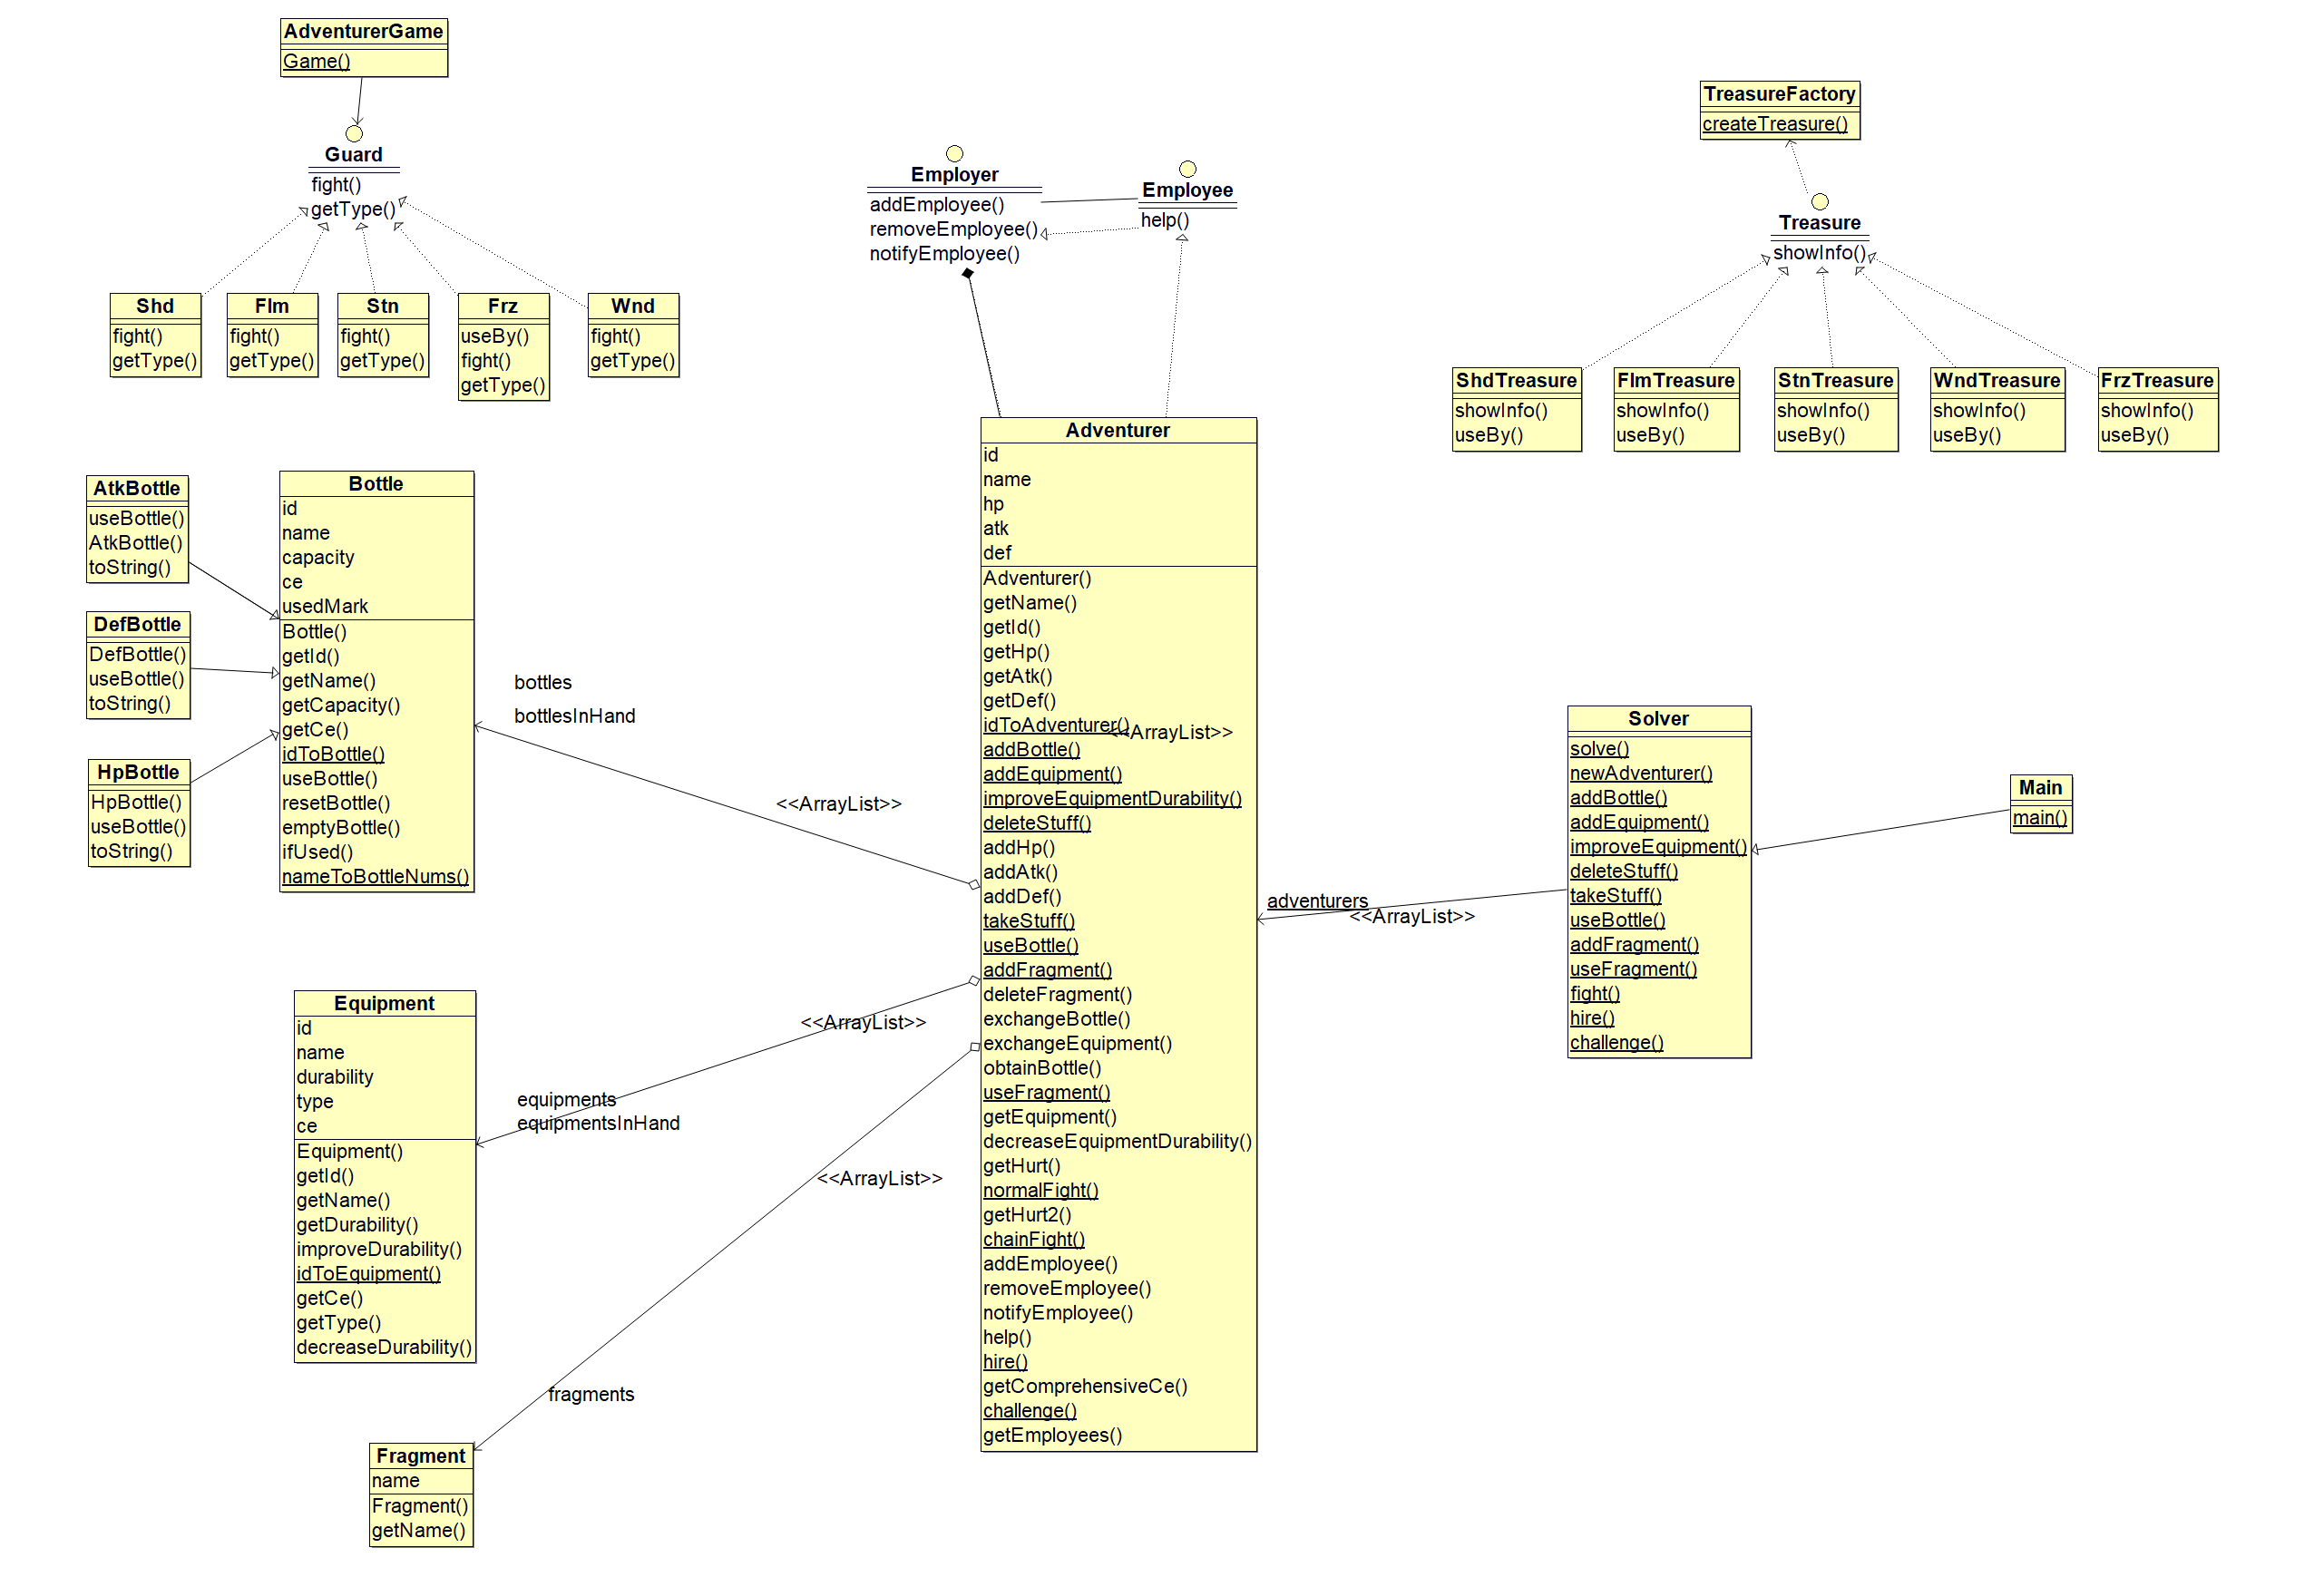 AdventurerGame
Game()
Guard
fight()
getType()
Shd
fight()
getType()
Flm
fight()
getType()
Stn
fight()
getType()
Frz
useBy()
fight()
getType()
Wnd
fight()
getType()
Employer
addEmployee()
removeEmployee()
notifyEmployee()
Employee
help()
TreasureFactory
createTreasure()
Treasure
showInfo()
ShdTreasure
showInfo()
useBy()
FlmTreasure
showInfo()
useBy()
StnTreasure
showInfo()
useBy()
WndTreasure
showInfo()
useBy()
FrzTreasure
showInfo()
useBy()
AtkBottle
useBottle()
AtkBottle()
toString()
DefBottle
DefBottle()
useBottle()
toString()
HpBottle
HpBottle()
useBottle()
toString()
Bottle
id
name
capacity
ce
usedMark
Bottle()
getId()
getName()
getCapacity()
getCe()
idToBottle()
useBottle()
resetBottle()
emptyBottle()
ifUsed()
nameToBottleNums()
bottles
bottlesInHand
<<ArrayList>>
Equipment
id
name
durability
type
ce
Equipment()
getId()
getName()
getDurability()
improveDurability()
idToEquipment()
getCe()
getType()
decreaseDurability()
<<ArrayList>>
equipments
equipmentsInHand
<<ArrayList>>
fragments
Fragment
name
Fragment()
getName()
Adventurer
id
name
hp
atk
def
Adventurer()
getName()
getId()
getHp()
getAtk()
getDef()
idToAdventurer()
<<ArrayList>>
addBottle()
addEquipment()
improveEquipmentDurability()
deleteStuff()
addHp()
addAtk()
addDef()
takeStuff()
useBottle()
addFragment()
deleteFragment()
exchangeBottle()
exchangeEquipment()
obtainBottle()
useFragment()
getEquipment()
decreaseEquipmentDurability()
getHurt()
normalFight()
getHurt2()
chainFight()
addEmployee()
removeEmployee()
notifyEmployee()
help()
hire()
getComprehensiveCe()
challenge()
getEmployees()
adventurers
<<ArrayList>>
Solver
solve()
newAdventurer()
addBottle()
addEquipment()
improveEquipment()
deleteStuff()
takeStuff()
useBottle()
addFragment()
useFragment()
fight()
hire()
challenge()
Main
main()